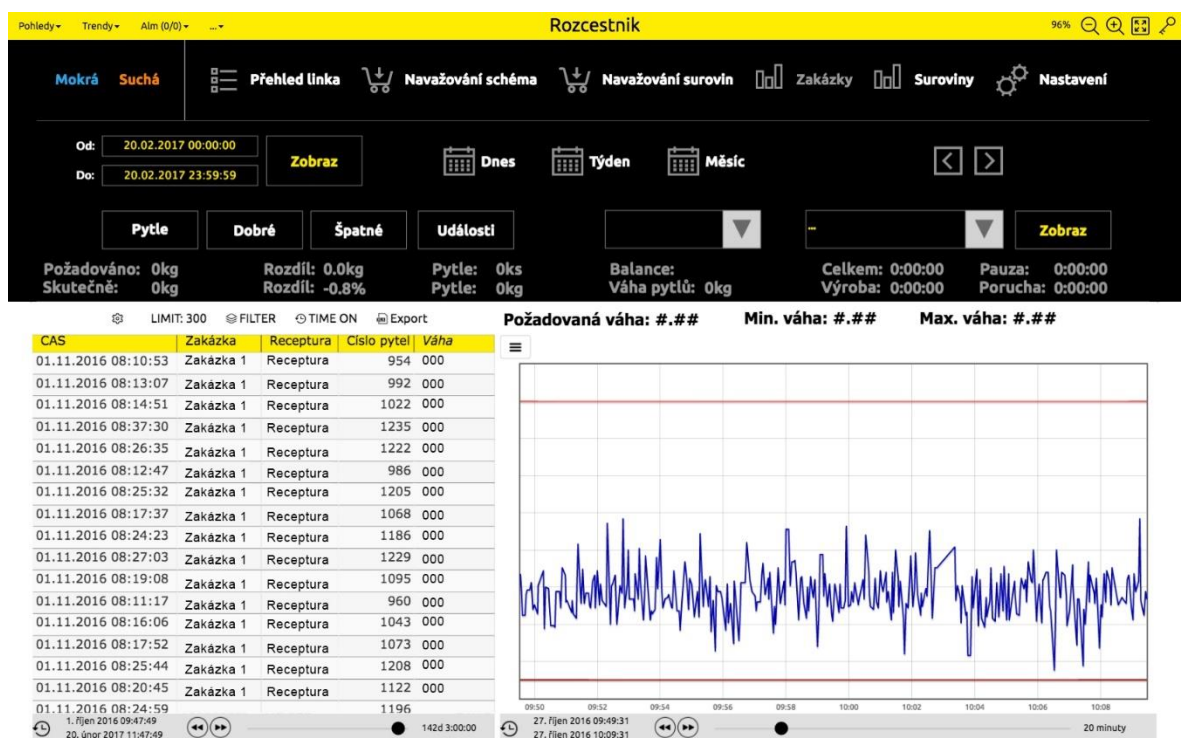 Pohledy Trendy Alm (0/0) ... Rozcestník 96%
Mokrá Suchá Přehled linka Navažování schéma Navažování surovin Zakázky Suroviny Nastavení
Od: 20.02.2017 00:00:00
Do: 20.02.2017 23:59:59
Zobraz Dnes Týden Měsíc < >
Pytle Dobré Špatné Události ... Zobraz
Požadováno: 0kg Rozdíl: 0.0kg Pytle: 0ks Balance: Celkem: 0:00:00 Pauza: 0:00:00
Skutečně: 0kg Rozdíl: -0.8% Pytle: 0kg Váha pytlů: 0kg Výroba: 0:00:00 Porucha: 0:00:00
LIMIT: 300 FILTER TIME ON Export Požadovaná váha: #.## Min. váha: #.## Max. váha: #.##
CAS Zakázka Receptura Císlo pytel Váha
01.11.2016 08:10:53 Zakázka 1 Receptura 954 000
01.11.2016 08:13:07 Zakázka 1 Receptura 992 000
01.11.2016 08:14:51 Zakázka 1 Receptura 1022 000
01.11.2016 08:37:30 Zakázka 1 Receptura 1235 000
01.11.2016 08:26:35 Zakázka 1 Receptura 1222 000
01.11.2016 08:12:47 Zakázka 1 Receptura 986 000
01.11.2016 08:25:32 Zakázka 1 Receptura 1205 000
01.11.2016 08:17:37 Zakázka 1 Receptura 1068 000
01.11.2016 08:24:23 Zakázka 1 Receptura 1186 000
01.11.2016 08:27:03 Zakázka 1 Receptura 1229 000
01.11.2016 08:19:08 Zakázka 1 Receptura 1095 000
01.11.2016 08:11:17 Zakázka 1 Receptura 960 000
01.11.2016 08:16:06 Zakázka 1 Receptura 1043 000
01.11.2016 08:17:52 Zakázka 1 Receptura 1073 000
01.11.2016 08:25:44 Zakázka 1 Receptura 1208 000
01.11.2016 08:20:45 Zakázka 1 Receptura 1122 000
01.11.2016 08:24:59 1196
1. říjen 2016 09:47:49
20. únor 2017 11:47:49
142d 3:00:00
09:50 09:52 09:54 09:56 09:58 10:00 10:02 10:04 10:06 10:08
27. říjen 2016 09:49:31
27. říjen 2016 10:09:31
20 minuty